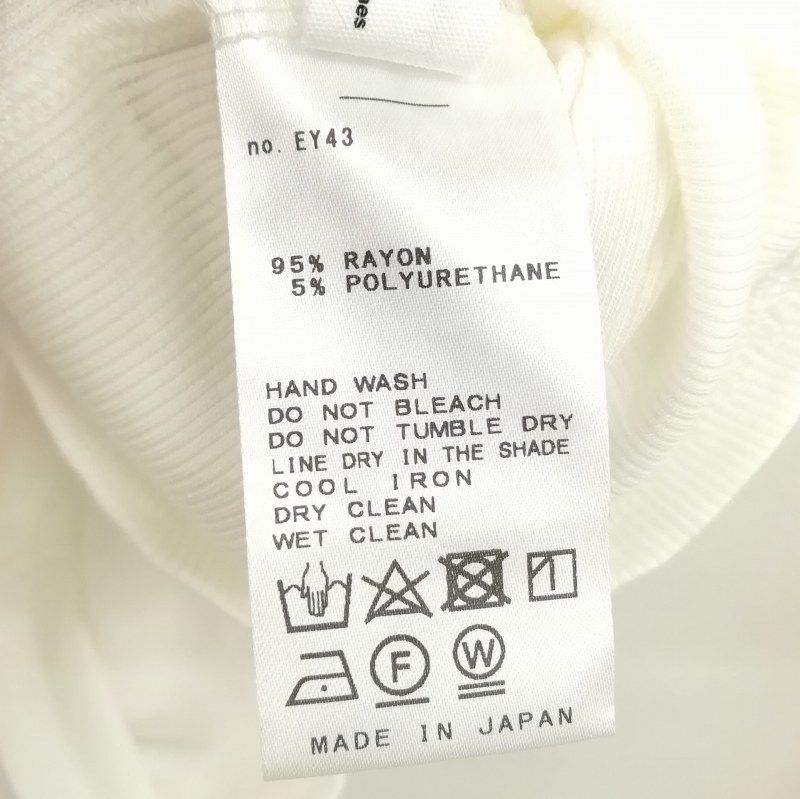 es
no. EY43
95% RAYON
5% POLYURETHANE
HAND WASH
DO NOT BLEACH
DO NOT TUMBLE DRY
LINE DRY IN THE SHADE
COOL IRON
DRY CLEAN
WET CLEAN
F W
MADE IN JAPAN